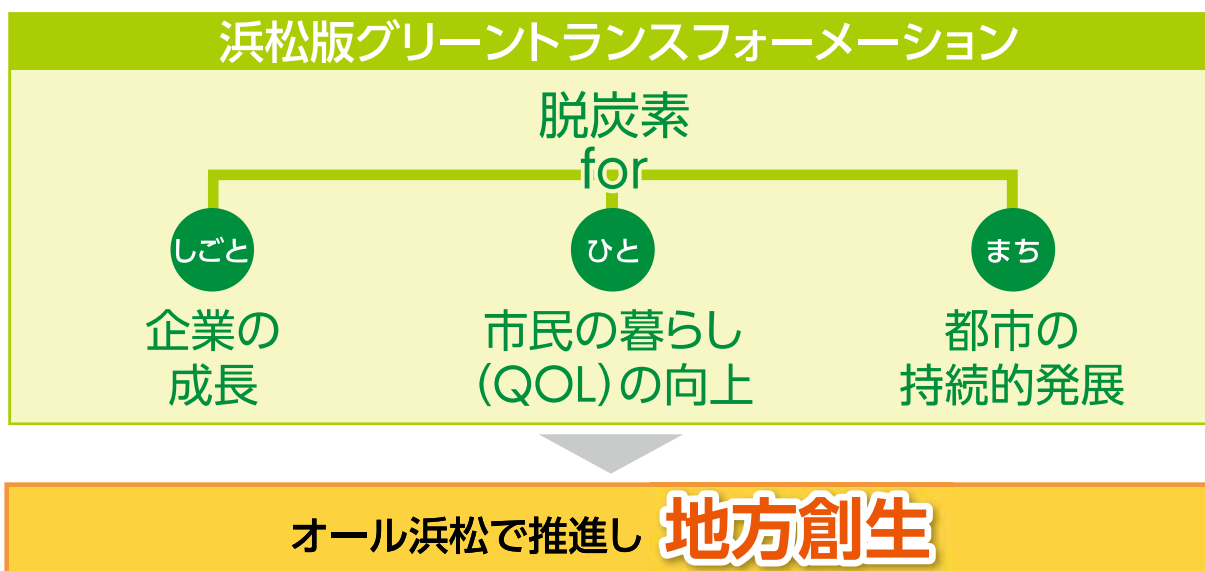 浜松版グリーントランスフォーメーション
脱炭素
for
しごと
企業の
成長
ひと
市民の暮らし
(QOL)の向上
まち
都市の
持続的発展
オール浜松で推進し 地方創生